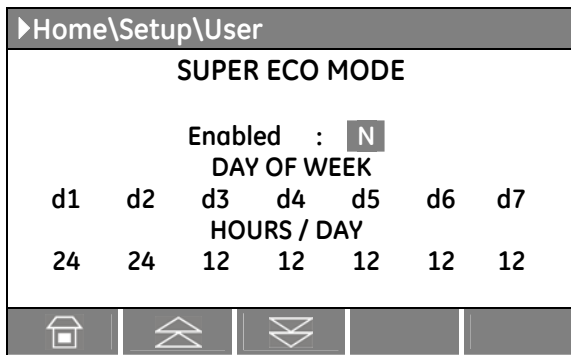 Home\Setup\User
SUPER ECO MODE
Enabled : N
DAY OF WEEK
d1 d2 d3 d4 d5 d6 d7
HOURS / DAY
24 24 12 12 12 12 12